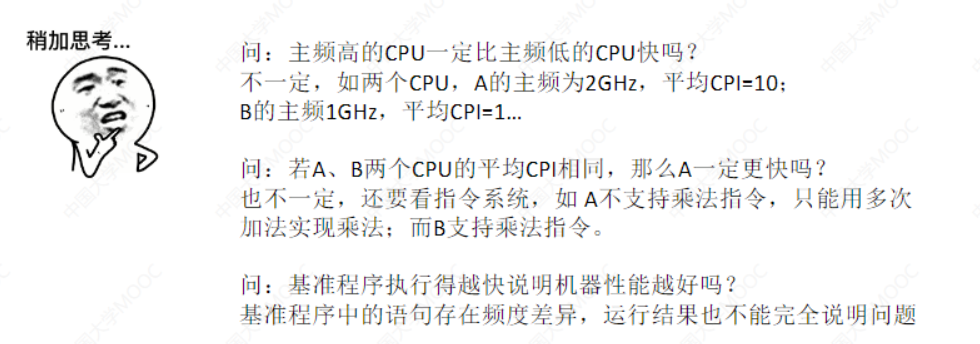 稍加思考...
问：主频高的CPU一定比主频低的CPU快吗？
不一定，如两个CPU，A的主频为2GHz，平均CPI=10；
B的主频1GHz，平均CPI=1...
问：若A、B两个CPU的平均CPI相同，那么A一定更快吗？
也不一定，还要看指令系统，如 A不支持乘法指令，只能用多次
加法实现乘法；而B支持乘法指令。
问：基准程序执行得越快说明机器性能越好吗？
基准程序中的语句存在频度差异，运行结果也不能完全说明问题
中国大学MOOC